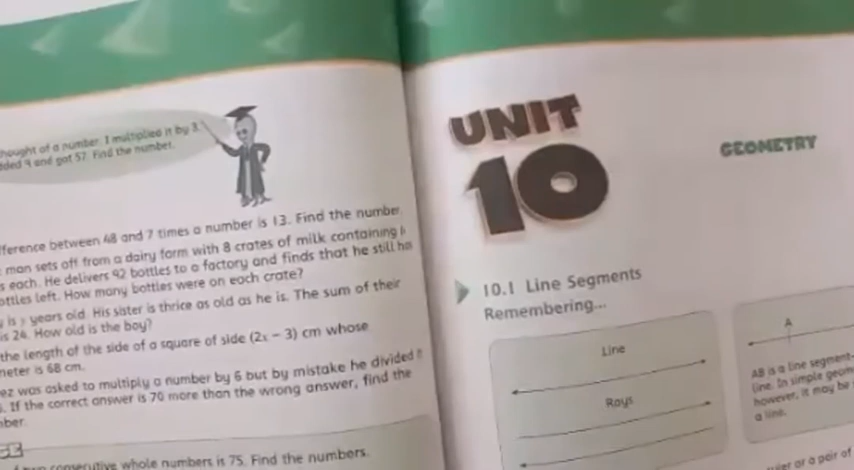 hought of a number. I multiplied it by 3,
dded 9 and got 57. Find the number.
fference between 48 and 7 times a number is 13. Find the number
man sets off from a dairy farm with 8 crates of milk containing
s each. He delivers 92 bottles to a factory and finds that he still ha
ottles left. How many bottles were on each crate?
is y years old. His sister is thrice as old as he is. The sum of their
is 24. How old is the boy?
the length of the side of a square of side (2x – 3) cm whose
meter is 68 cm.
ez was asked to multiply a number by 6 but by mistake he divided
. If the correct answer is 70 more than the wrong answer, find the
ber.
consecutive whole numbers is 75. Find the numbers.
UNIT
10
GEOMETRY
10.1 Line Segments
Remembering...
Line
Rays
A
AB is a line segment
line. In simple geom
however, it may be
a line.
or a pair of